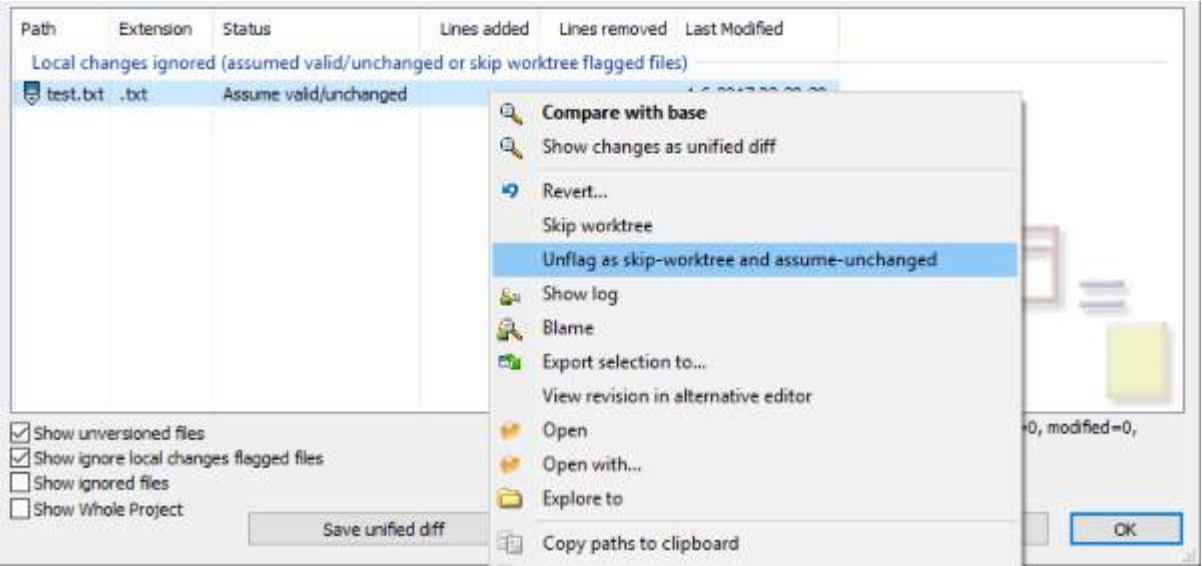 Path Extension Status Lines added Lines removed Last Modified
Local changes ignored (assumed valid/unchanged or skip worktree flagged files)
test.txt .txt Assume valid/unchanged
Compare with base
Show changes as unified diff
Revert...
Skip worktree
Unflag as skip-worktree and assume-unchanged
Show log
Blame
Export selection to...
View revision in alternative editor
Open
Open with...
Explore to
Copy paths to clipboard
Show unversioned files
Show ignore local changes flagged files
Show ignored files
Show Whole Project
=0, modified=0,
Save unified diff
OK